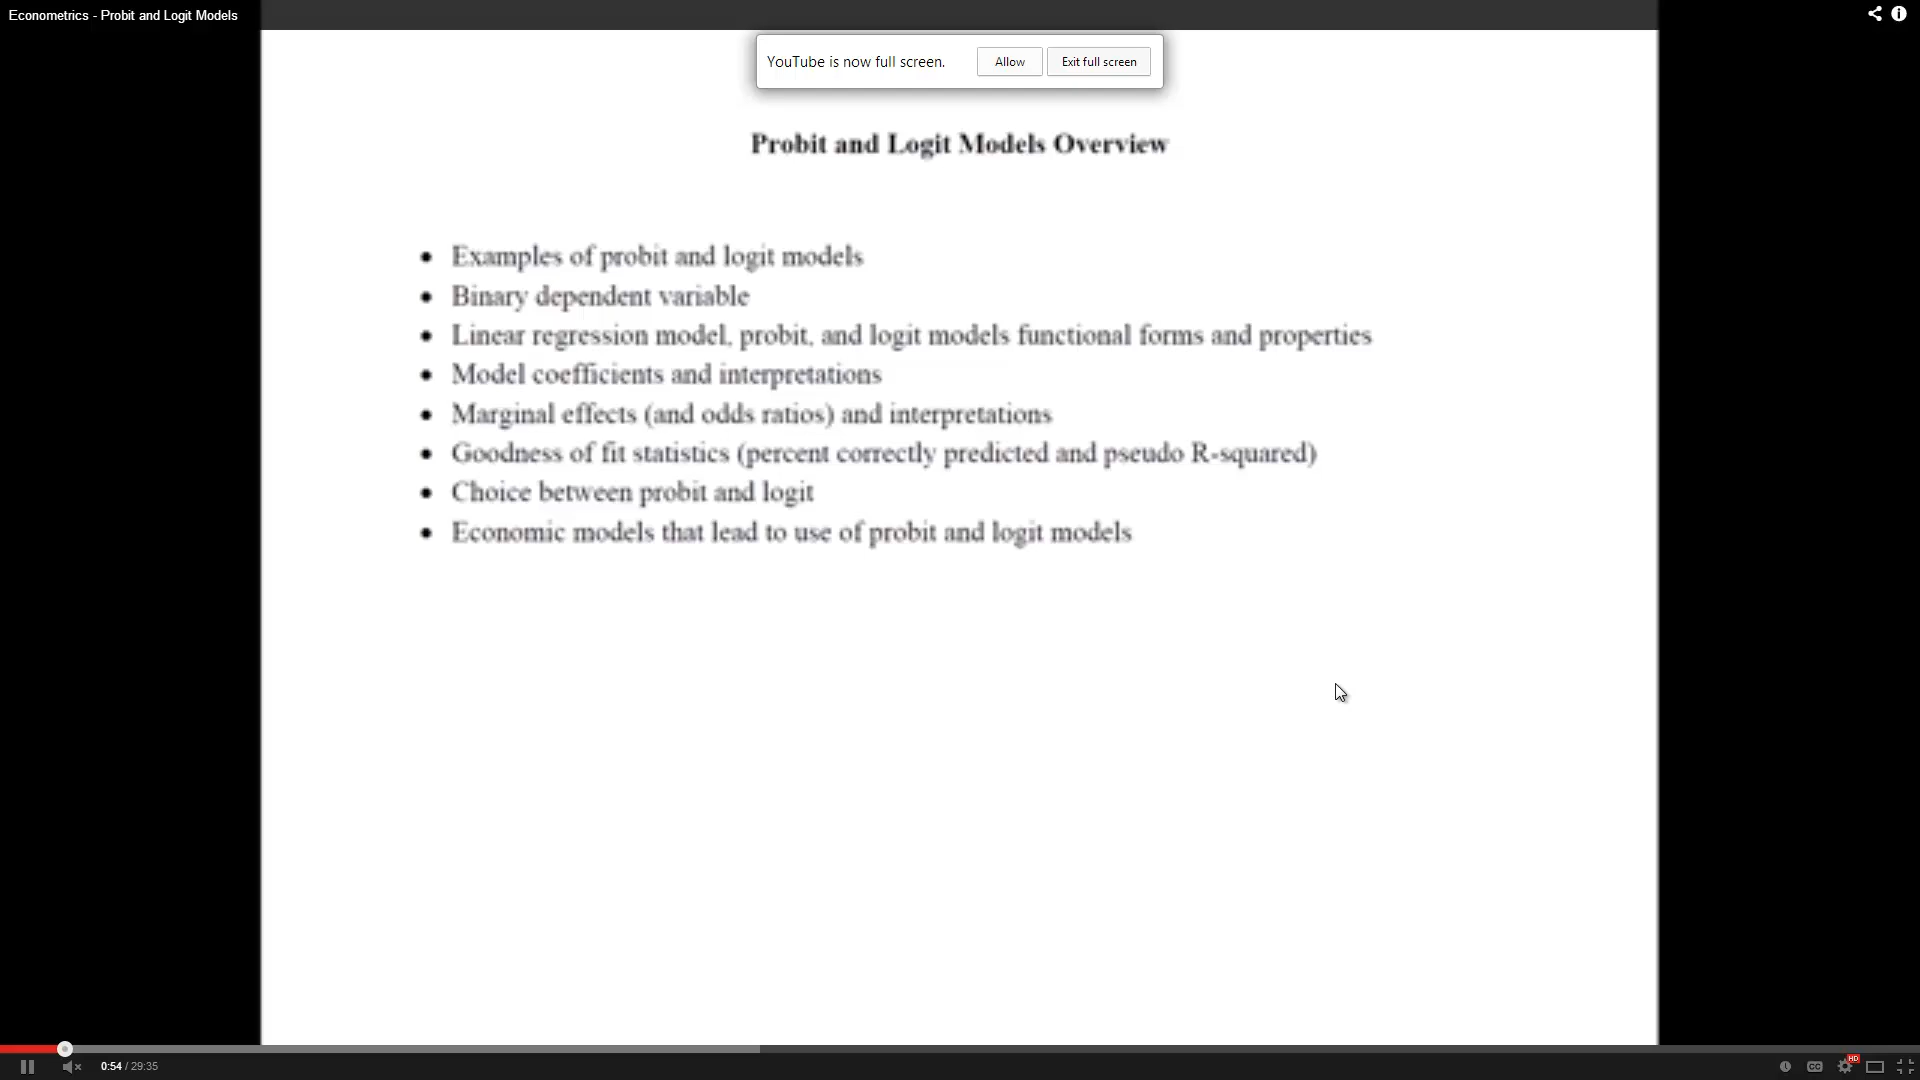 Econometrics - Probit and Logit Models
YouTube is now full screen. Allow Exit full screen
Probit and Logit Models Overview
• Examples of probit and logit models
• Binary dependent variable
• Linear regression model, probit, and logit models functional forms and properties
• Model coefficients and interpretations
• Marginal effects (and odds ratios) and interpretations
• Goodness of fit statistics (percent correctly predicted and pseudo R-squared)
• Choice between probit and logit
• Economic models that lead to use of probit and logit models
0:54 / 29:35 CC HD